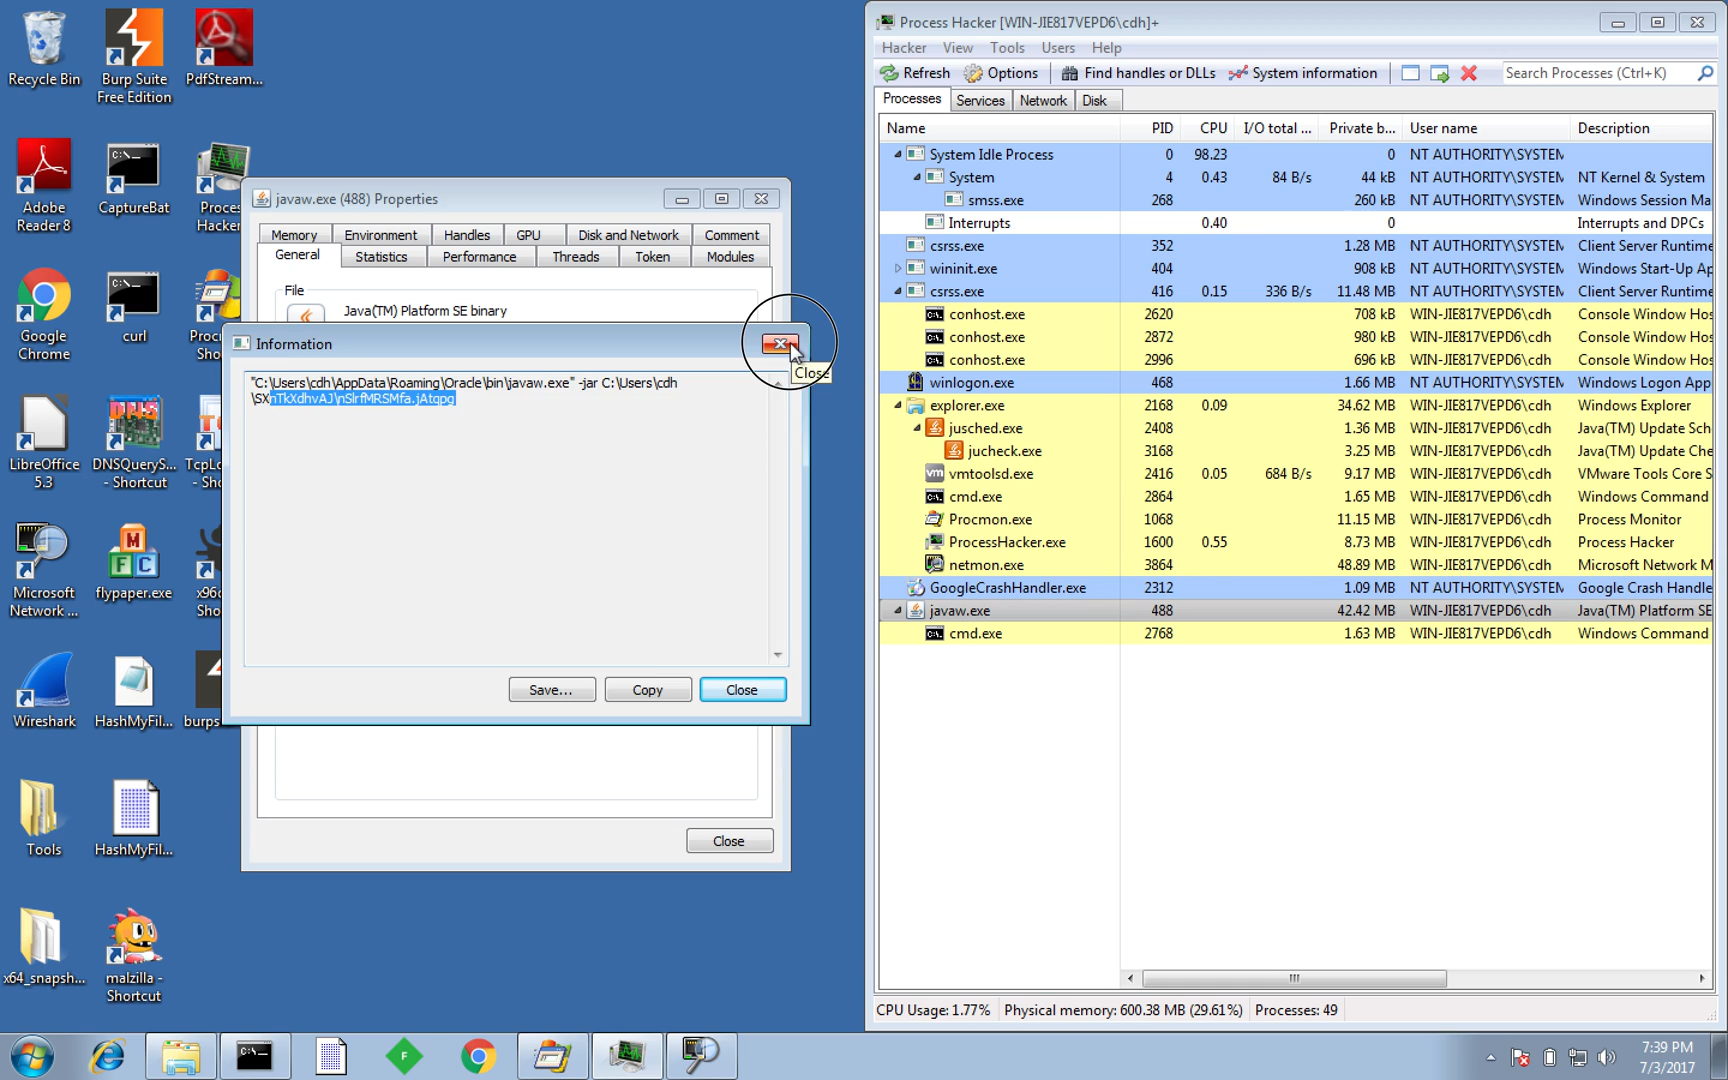 Recycle Bin
Burp Suite
Free Edition
PdfStream...
Adobe
Reader 8
CaptureBat
Proces
Hacker
Google
Chrome
curl
Procm
Sho
LibreOffice
5.3
DNSQueryS...
- Shortcut
TcpLo
- Sho
Microsoft
Network ...
flypaper.exe
x96d
Sho
Wireshark
HashMyFil...
burps
Tools
HashMyFil...
x64_snapsh...
malzilla -
Shortcut
javaw.exe (488) Properties
Memory
Environment
Handles
GPU
Disk and Network
Comment
General
Statistics
Performance
Threads
Token
Modules
File
Java(TM) Platform SE binary
Information
Close
"C:\Users\cdh\AppData\Roaming\Oracle\bin\javaw.exe" -jar C:\Users\cdh
\SXnTkXdhvAJ\nSlrfMRSMfa.jAtqpg
Save...
Copy
Close
Close
Process Hacker [WIN-JIE817VEPD6\cdh]+
Hacker View Tools Users Help
Refresh Options Find handles or DLLs System information Search Processes (Ctrl+K)
Processes Services Network Disk
Name PID CPU I/O total ... Private b... User name Description
System Idle Process 0 98.23 0 NT AUTHORITY\SYSTEM
System 4 0.43 84 B/s 44 kB NT AUTHORITY\SYSTEM NT Kernel & System
smss.exe 268 260 kB NT AUTHORITY\SYSTEM Windows Session Ma
Interrupts 0.40 0 Interrupts and DPCs
csrss.exe 352 1.28 MB NT AUTHORITY\SYSTEM Client Server Runtime
wininit.exe 404 908 kB NT AUTHORITY\SYSTEM Windows Start-Up Ap
csrss.exe 416 0.15 336 B/s 11.48 MB NT AUTHORITY\SYSTEM Client Server Runtime
conhost.exe 2620 708 kB WIN-JIE817VEPD6\cdh Console Window Hos
conhost.exe 2872 980 kB WIN-JIE817VEPD6\cdh Console Window Hos
conhost.exe 2996 696 kB WIN-JIE817VEPD6\cdh Console Window Hos
winlogon.exe 468 1.66 MB NT AUTHORITY\SYSTEM Windows Logon App
explorer.exe 2168 0.09 34.62 MB WIN-JIE817VEPD6\cdh Windows Explorer
jusched.exe 2408 1.36 MB WIN-JIE817VEPD6\cdh Java(TM) Update Sch
jucheck.exe 3168 3.25 MB WIN-JIE817VEPD6\cdh Java(TM) Update Che
vmtoolsd.exe 2416 0.05 684 B/s 9.17 MB WIN-JIE817VEPD6\cdh VMware Tools Core S
cmd.exe 2864 1.65 MB WIN-JIE817VEPD6\cdh Windows Command
Procmon.exe 1068 11.15 MB WIN-JIE817VEPD6\cdh Process Monitor
ProcessHacker.exe 1600 0.55 8.73 MB WIN-JIE817VEPD6\cdh Process Hacker
netmon.exe 3864 48.89 MB WIN-JIE817VEPD6\cdh Microsoft Network M
GoogleCrashHandler.exe 2312 1.09 MB NT AUTHORITY\SYSTEM Google Crash Handle
javaw.exe 488 42.42 MB WIN-JIE817VEPD6\cdh Java(TM) Platform SE
cmd.exe 2768 1.63 MB WIN-JIE817VEPD6\cdh Windows Command
CPU Usage: 1.77% Physical memory: 600.38 MB (29.61%) Processes: 49
7:39 PM
7/3/2017